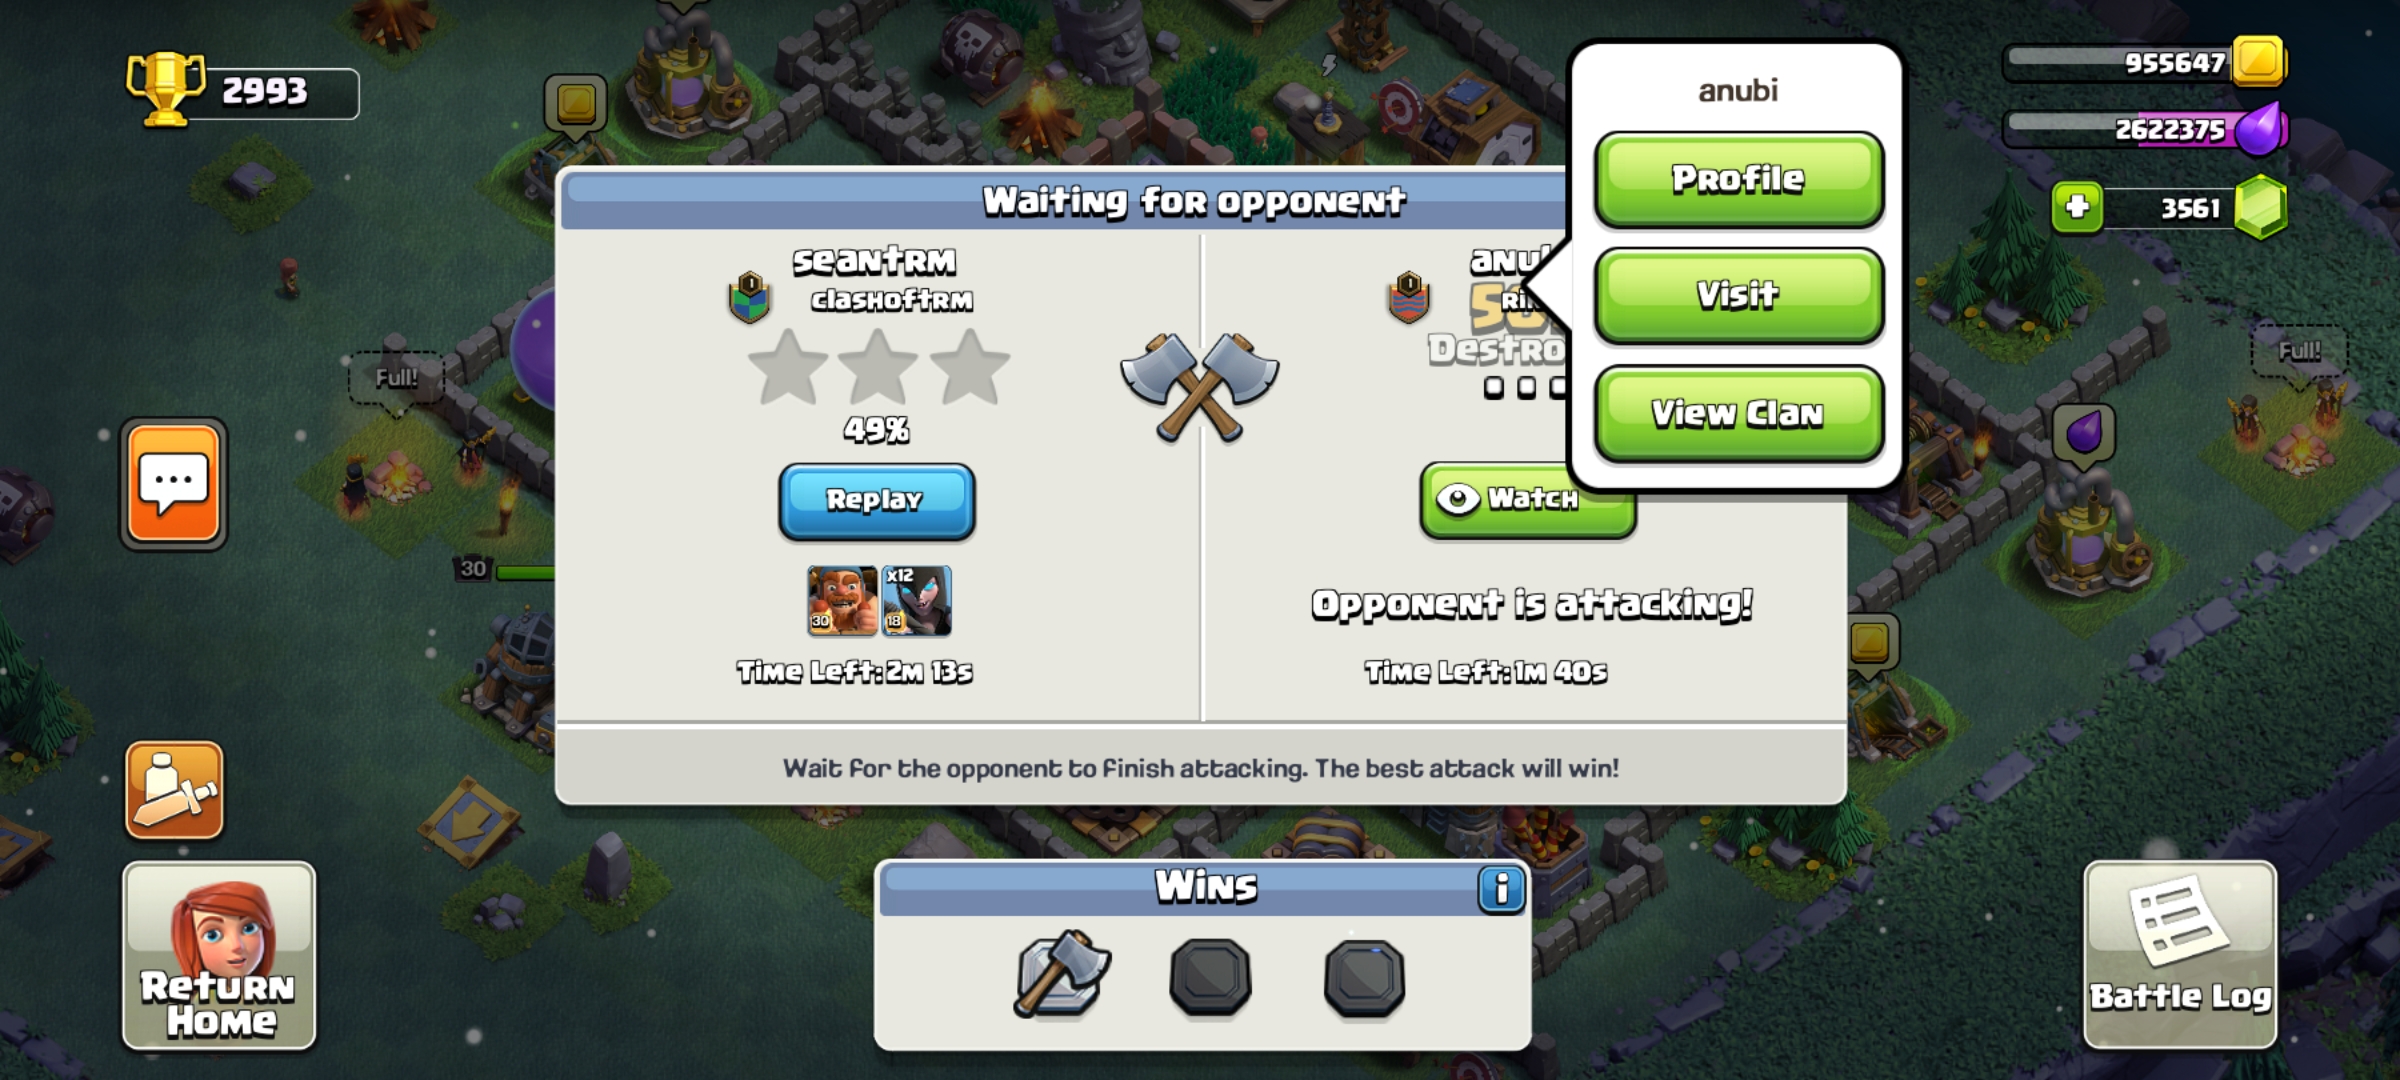 2993
955647
2622375
3561
anubi
Profile
Visit
View Clan
Waiting for opponent
seantrm
clashoftrm
49%
Replay
30
x12
18
Time Left: 2m 13s
Watch
Opponent is attacking!
Time Left: 1m 40s
Wait for the opponent to finish attacking. The best attack will win!
Full!
Full!
30
Wins
i
Return
Home
Battle Log